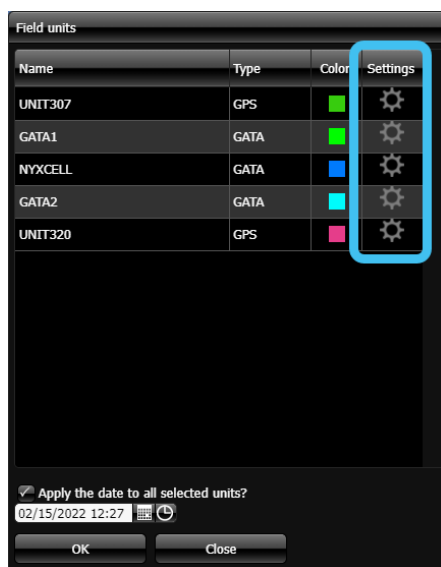 Field units
Name Type Color Settings
UNIT307 GPS
GATA1 GATA
NYXCELL GATA
GATA2 GATA
UNIT320 GPS
Apply the date to all selected units?
02/15/2022 12:27
OK Close